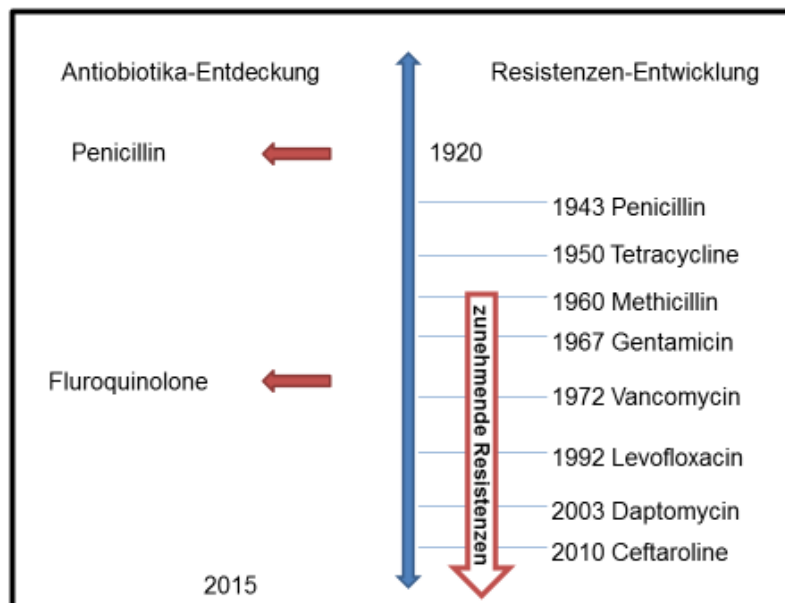 Antiobiotika-Entdeckung
Resistenzen-Entwicklung
Penicillin
1920
1943 Penicillin
1950 Tetracycline
1960 Methicillin
zunehmende Resistenzen
1967 Gentamicin
Fluroquinolone
1972 Vancomycin
1992 Levofloxacin
2003 Daptomycin
2010 Ceftaroline
2015